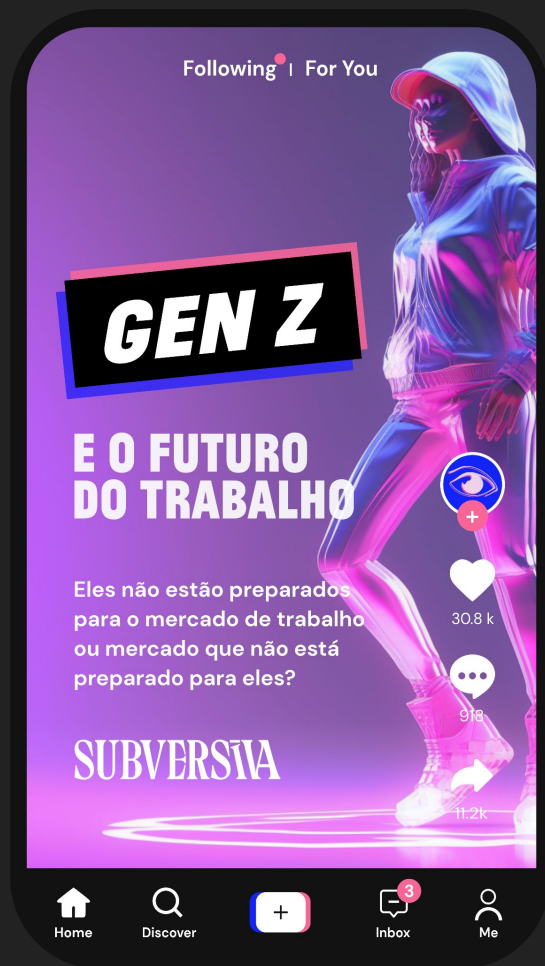 Following | For You
GEN Z
E O FUTURO
DO TRABALHO
Eles não estão preparados
para o mercado de trabalho
ou mercado que não está
preparado para eles?
SUBVERSIVA
30.8 k
918
11.2k
3
Home Discover Inbox Me